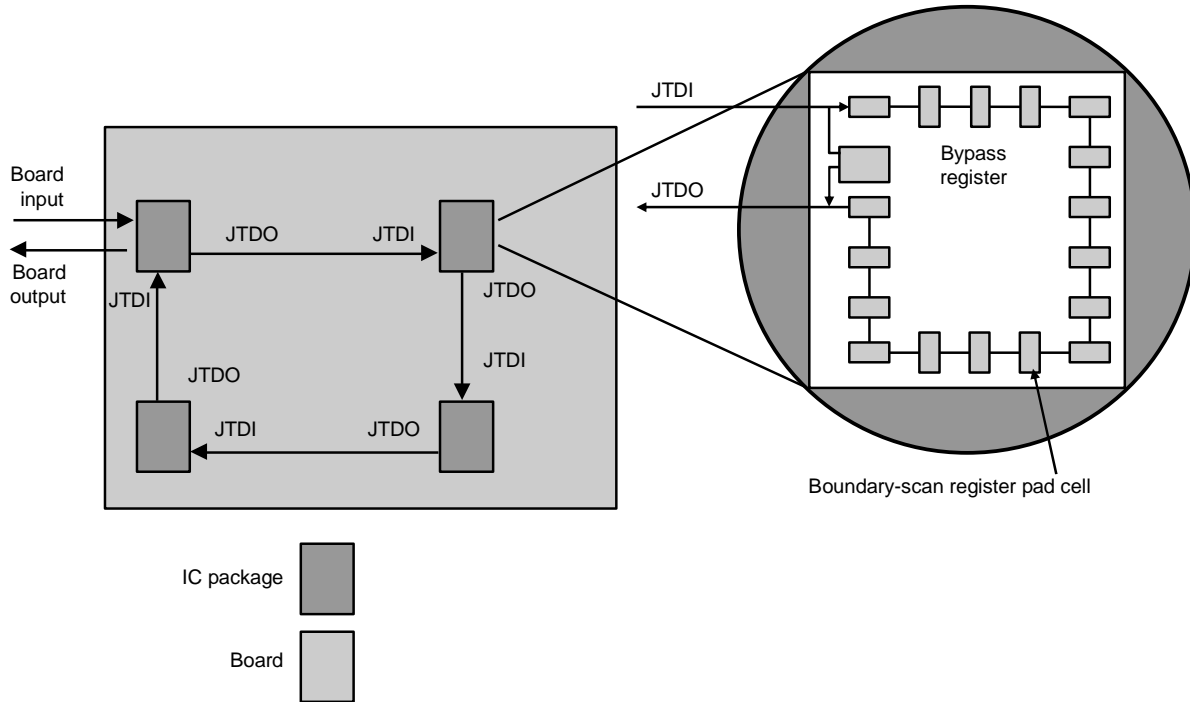 Board
input
Board
output
JTDO
JTDI
JTDI
JTDO
JTDI
JTDO
JTDI
JTDO
JTDI
JTDO
Bypass
register
Boundary-scan register pad cell
IC package
Board